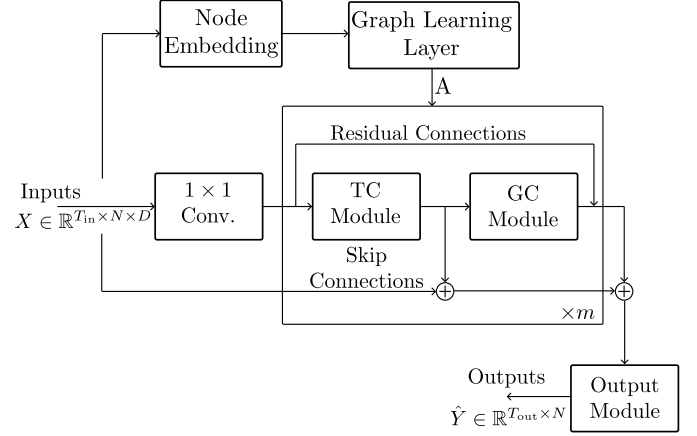 Node
Embedding
Graph Learning
Layer
A
Residual Connections
Inputs
X ∈ ℝ^{T_in×N×D}
1 × 1
Conv.
TC
Module
GC
Module
Skip
Connections
+
+
×m
Outputs
Ŷ ∈ ℝ^{T_out×N}
Output
Module